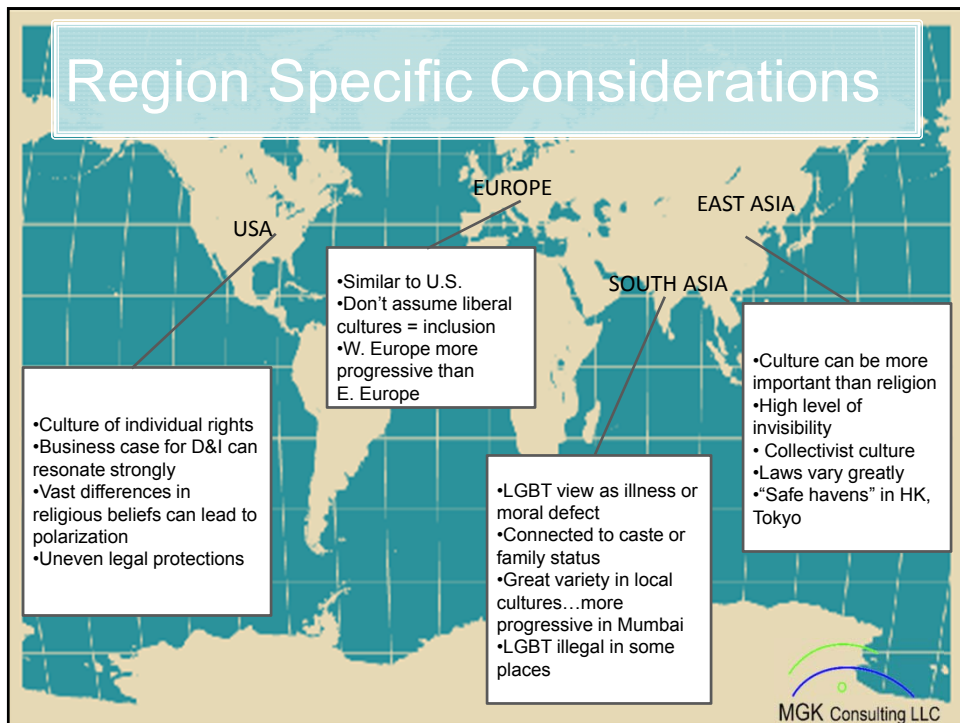 Region Specific Considerations
USA
•Culture of individual rights
•Business case for D&I can
resonate strongly
•Vast differences in
religious beliefs can lead to
polarization
•Uneven legal protections
EUROPE
•Similar to U.S.
•Don’t assume liberal
cultures = inclusion
•W. Europe more
progressive than
E. Europe
SOUTH ASIA
•LGBT view as illness or
moral defect
•Connected to caste or
family status
•Great variety in local
cultures…more
progressive in Mumbai
•LGBT illegal in some
places
EAST ASIA
•Culture can be more
important than religion
•High level of
invisibility
• Collectivist culture
•Laws vary greatly
•“Safe havens” in HK,
Tokyo
MGK Consulting LLC